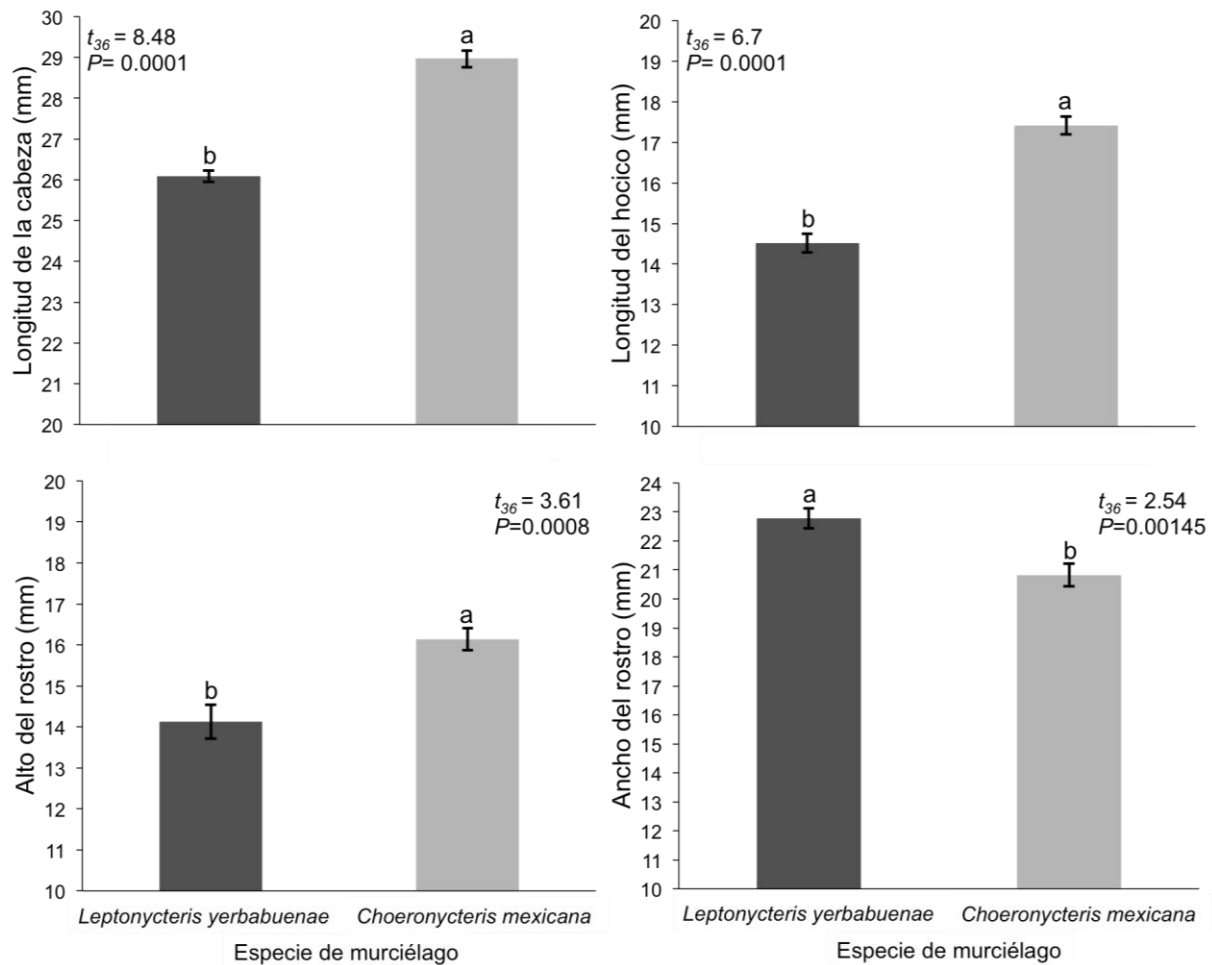 Longitud de la cabeza (mm)
30
29
28
27
26
25
24
23
22
21
20
t36 = 8.48
P= 0.0001
b
a
Longitud del hocico (mm)
20
19
18
17
16
15
14
13
12
11
10
t36 = 6.7
P= 0.0001
b
a
Alto del rostro (mm)
20
19
18
17
16
15
14
13
12
11
10
t36 = 3.61
P=0.0008
b
a
Leptonycteris yerbabuenae
Choeronycteris mexicana
Especie de murciélago
Ancho del rostro (mm)
24
23
22
21
20
19
18
17
16
15
14
13
12
11
10
t36 = 2.54
P=0.00145
a
b
Leptonycteris yerbabuenae
Choeronycteris mexicana
Especie de murciélago